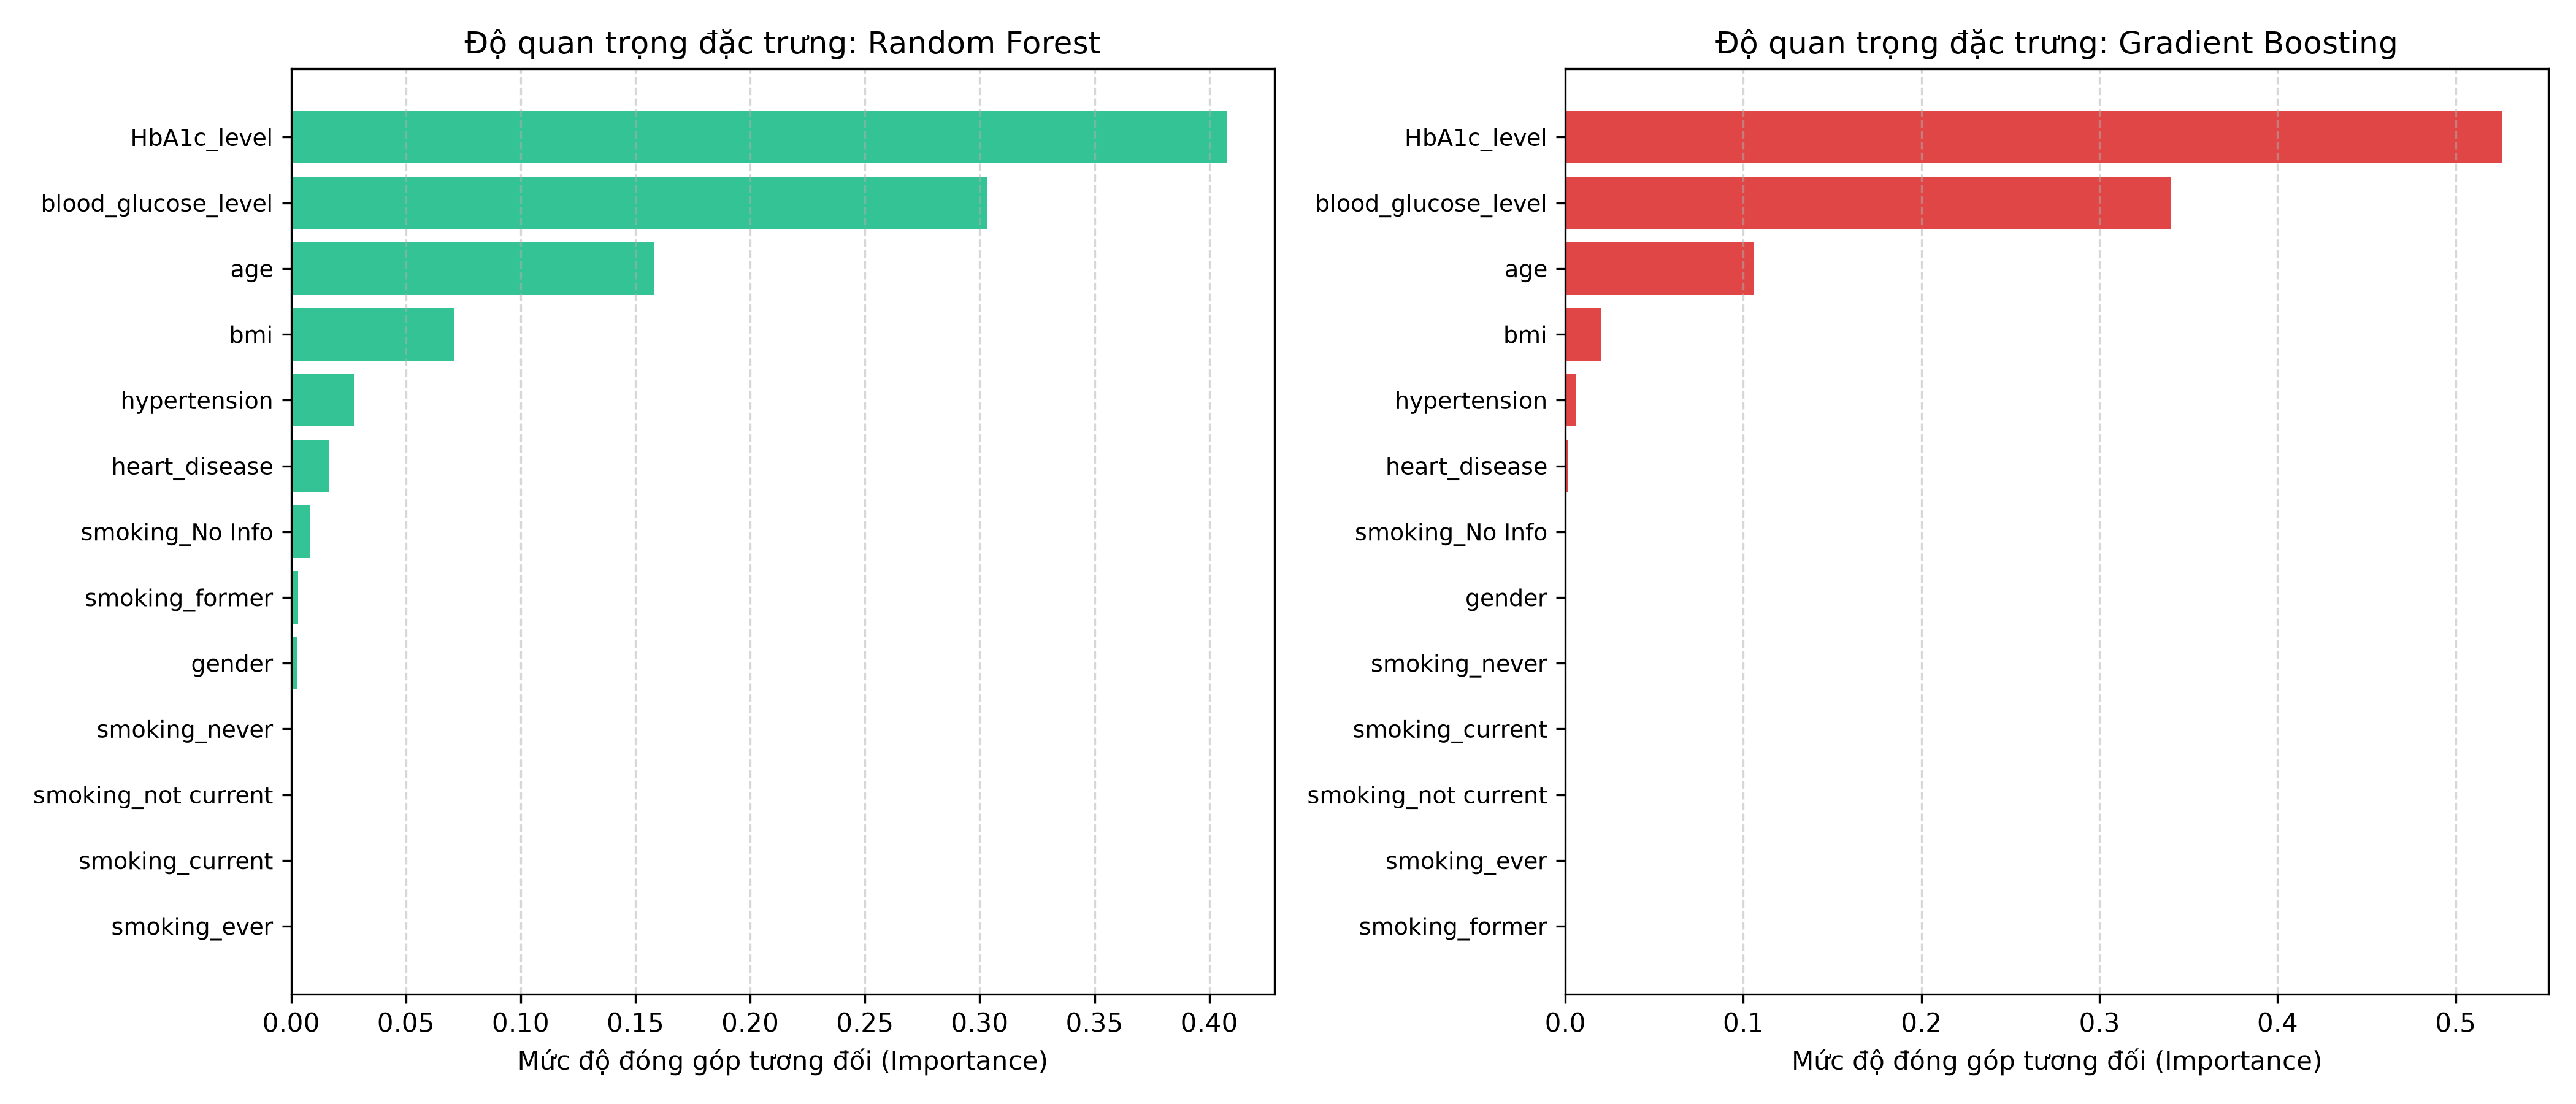 Độ quan trọng đặc trưng: Random Forest
HbA1c_level
blood_glucose_level
age
bmi
hypertension
heart_disease
smoking_No Info
smoking_former
gender
smoking_never
smoking_not current
smoking_current
smoking_ever
0.00 0.05 0.10 0.15 0.20 0.25 0.30 0.35 0.40
Mức độ đóng góp tương đối (Importance)
Độ quan trọng đặc trưng: Gradient Boosting
HbA1c_level
blood_glucose_level
age
bmi
hypertension
heart_disease
smoking_No Info
gender
smoking_never
smoking_current
smoking_not current
smoking_ever
smoking_former
0.0 0.1 0.2 0.3 0.4 0.5
Mức độ đóng góp tương đối (Importance)